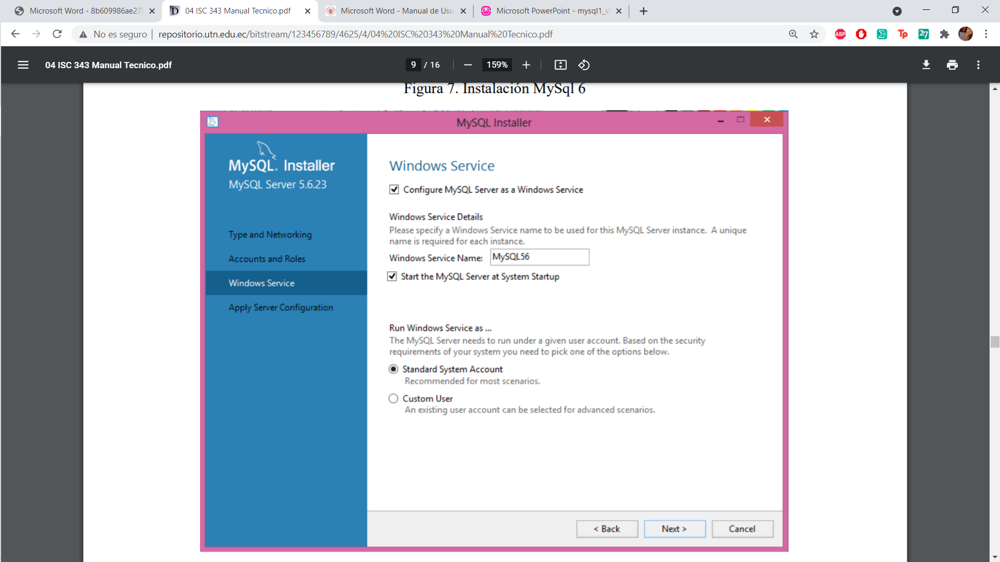 Microsoft Word - 8b609986ae27
04 ISC 343 Manual Tecnico.pdf
Microsoft Word - Manual de Usu
Microsoft PowerPoint - mysql1_v
No es seguro
repositorio.utn.edu.ec/bitstream/123456789/4625/4/04%20ISC%20343%20Manual%20Tecnico.pdf
ABP
Tp
27
04 ISC 343 Manual Tecnico.pdf
9 / 16
159%
Figura 7. Instalación MySql 6
MySQL Installer
MySQL. Installer
MySQL Server 5.6.23
Type and Networking
Accounts and Roles
Windows Service
Apply Server Configuration
Windows Service
Configure MySQL Server as a Windows Service
Windows Service Details
Please specify a Windows Service name to be used for this MySQL Server instance. A unique
name is required for each instance.
Windows Service Name: MySQL56
Start the MySQL Server at System Startup
Run Windows Service as ...
The MySQL Server needs to run under a given user account. Based on the security
requirements of your system you need to pick one of the options below.
Standard System Account
Recommended for most scenarios.
Custom User
An existing user account can be selected for advanced scenarios.
< Back
Next >
Cancel